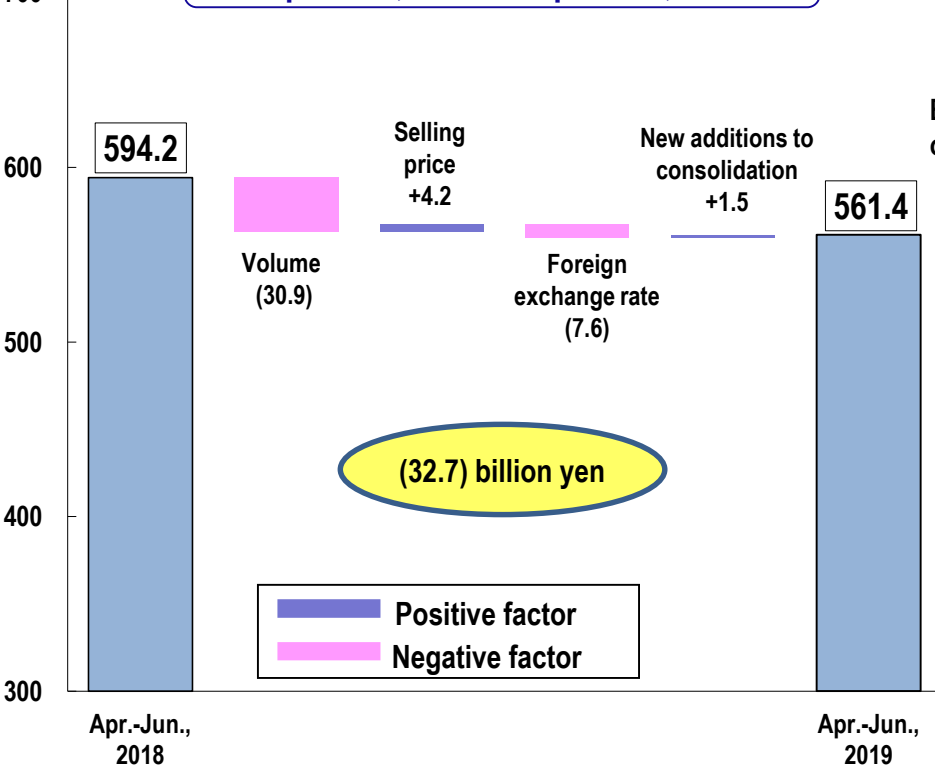 594.2
600
500
400
300
Selling
price
+4.2
New additions to
consolidation
+1.5
561.4
Volume
(30.9)
Foreign
exchange rate
(7.6)
(32.7) billion yen
Positive factor
Negative factor
Apr.-Jun.,
2018
Apr.-Jun.,
2019